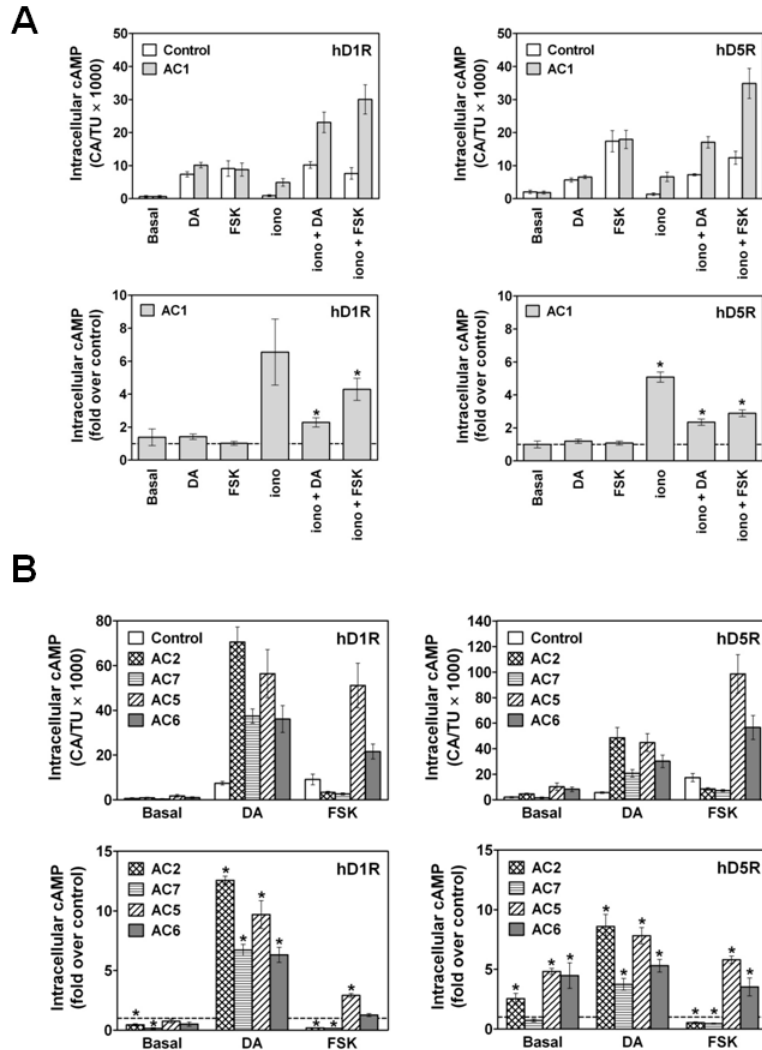 A
Intracellular cAMP
(CA/TU × 1000)
50
40
30
20
10
0
Control
AC1
hD1R
Basal
DA
FSK
iono
iono + DA
iono + FSK
Intracellular cAMP
(CA/TU × 1000)
50
40
30
20
10
0
Control
AC1
hD5R
Basal
DA
FSK
iono
iono + DA
iono + FSK
Intracellular cAMP
(fold over control)
10
8
6
4
2
0
AC1
hD1R
*
*
Basal
DA
FSK
iono
iono + DA
iono + FSK
Intracellular cAMP
(fold over control)
10
8
6
4
2
0
AC1
hD5R
*
*
*
Basal
DA
FSK
iono
iono + DA
iono + FSK
B
Intracellular cAMP
(CA/TU × 1000)
80
60
40
20
0
Control
AC2
AC7
AC5
AC6
hD1R
Basal DA FSK
Intracellular cAMP
(CA/TU × 1000)
140
120
100
80
60
40
20
0
Control
AC2
AC7
AC5
AC6
hD5R
Basal DA FSK
Intracellular cAMP
(fold over control)
15
10
5
0
AC2
AC7
AC5
AC6
hD1R
* * * * * * * * *
Basal DA FSK
Intracellular cAMP
(fold over control)
15
10
5
0
AC2
AC7
AC5
AC6
hD5R
* * * * * * * * * * *
Basal DA FSK